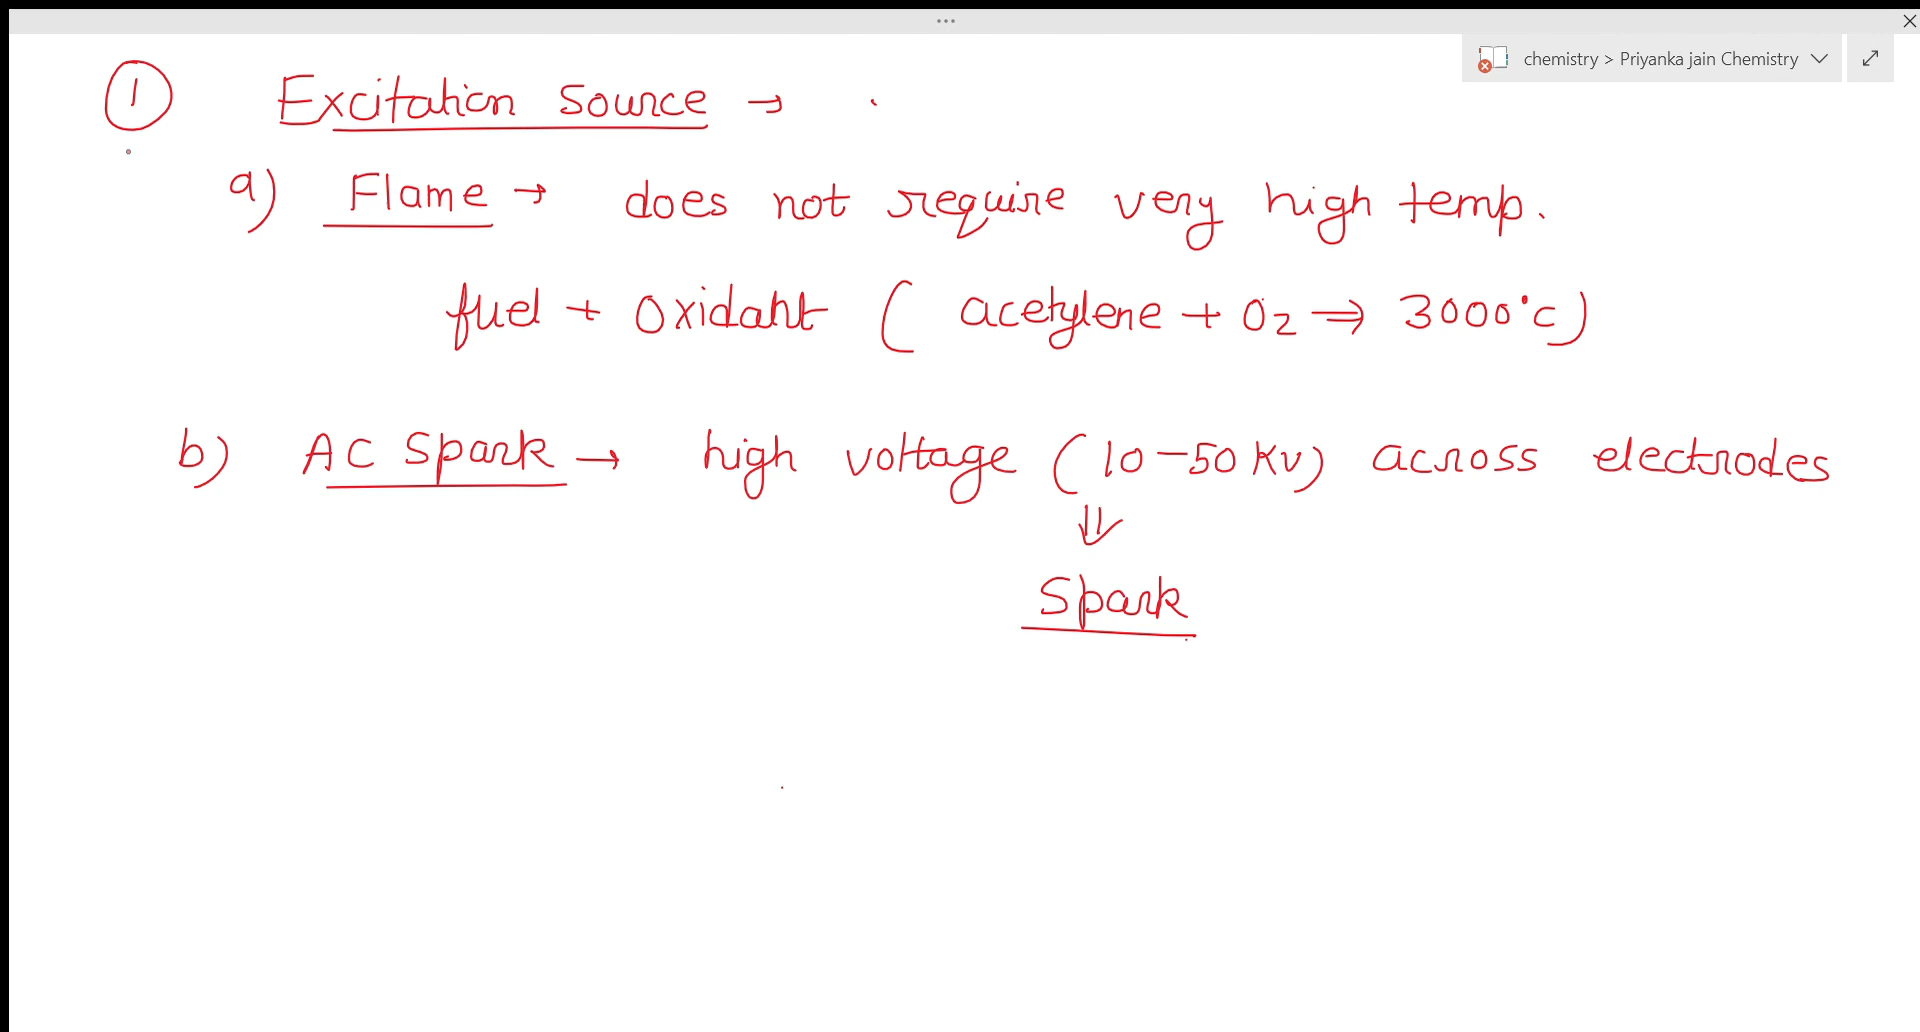 chemistry > Priyanka jain Chemistry
① Excitation source →
a) Flame → does not require very high temp.
fuel + Oxidant ( acetylene + O2 ⇒ 3000°c)
b) AC Spark → high voltage (10-50 KV) across electrodes
⇓
Spark